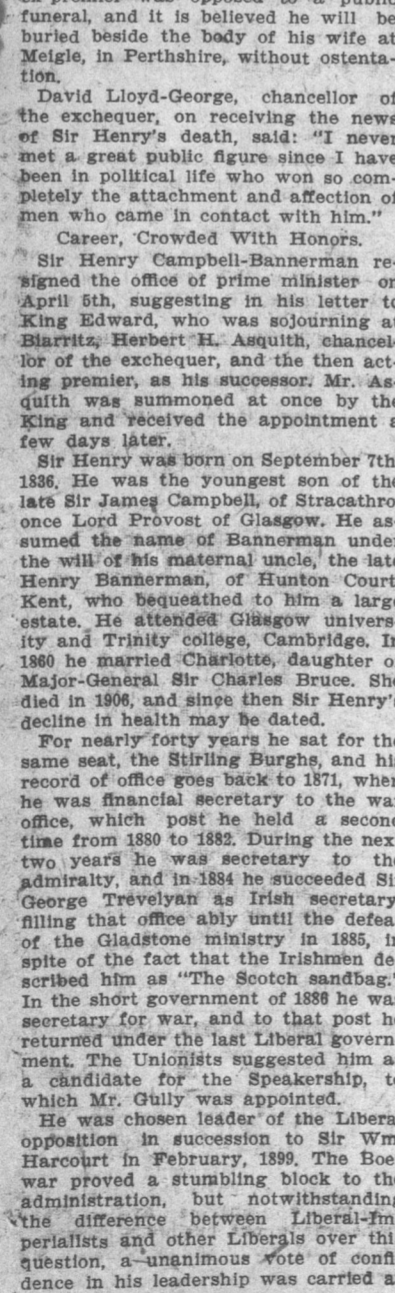 premier was opposed to a public
funeral, and it is believed he will be
buried beside the body of his wife at
Meigle, in Perthshire, without ostenta-
tion.
David Lloyd-George, chancellor of
the exchequer, on receiving the news
of Sir Henry's death, said: "I never
met a great public figure since I have
been in political life who won so com-
pletely the attachment and affection of
men who came in contact with him."
Career, Crowded With Honors.
Sir Henry Campbell-Bannerman re-
signed the office of prime minister on
April 5th, suggesting in his letter to
King Edward, who was sojourning at
Biarritz, Herbert H. Asquith, chancel-
lor of the exchequer, and the then act-
ing premier, as his successor. Mr. As-
quith was summoned at once by the
King and received the appointment a
few days later.
Sir Henry was born on September 7th
1836. He was the youngest son of the
late Sir James Campbell, of Stracathro
once Lord Provost of Glasgow. He as-
sumed the name of Bannerman unde
the will of his maternal uncle, the late
Henry Bannerman, of Hunton Court
Kent, who bequeathed to him a large
estate. He attended Glasgow univers-
ity and Trinity college, Cambridge. In
1860 he married Charlotte, daughter o
Major-General Sir Charles Bruce. She
died in 1906, and since then Sir Henry's
decline in health may be dated.
For nearly forty years he sat for the
same seat, the Stirling Burghs, and his
record of office goes back to 1871, when
he was financial secretary to the wa
office, which post he held a second
time from 1880 to 1882. During the nex
two years he was secretary to the
admiralty, and in 1884 he succeeded Si
George Trevelyan as Irish secretary
filling that office ably until the defea
of the Gladstone ministry in 1885, in
spite of the fact that the Irishmen de
scribed him as "The Scotch sandbag."
In the short government of 1886 he wa
secretary for war, and to that post h
returned under the last Liberal govern
ment. The Unionists suggested him a
a candidate for the Speakership, to
which Mr. Gully was appointed.
He was chosen leader of the Libera
opposition in succession to Sir Wm
Harcourt in February, 1899. The Boe
war proved a stumbling block to the
administration, but notwithstanding
the difference between Liberal-Im-
perialists and other Liberals over thi
question, a unanimous vote of confi
dence in his leadership was carried a